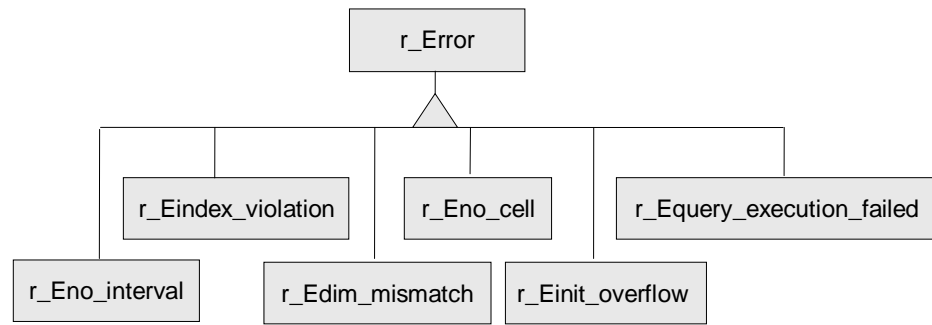 r_Error
r_Eindex_violation
r_Eno_cell
r_Equery_execution_failed
r_Eno_interval
r_Edim_mismatch
r_Einit_overflow